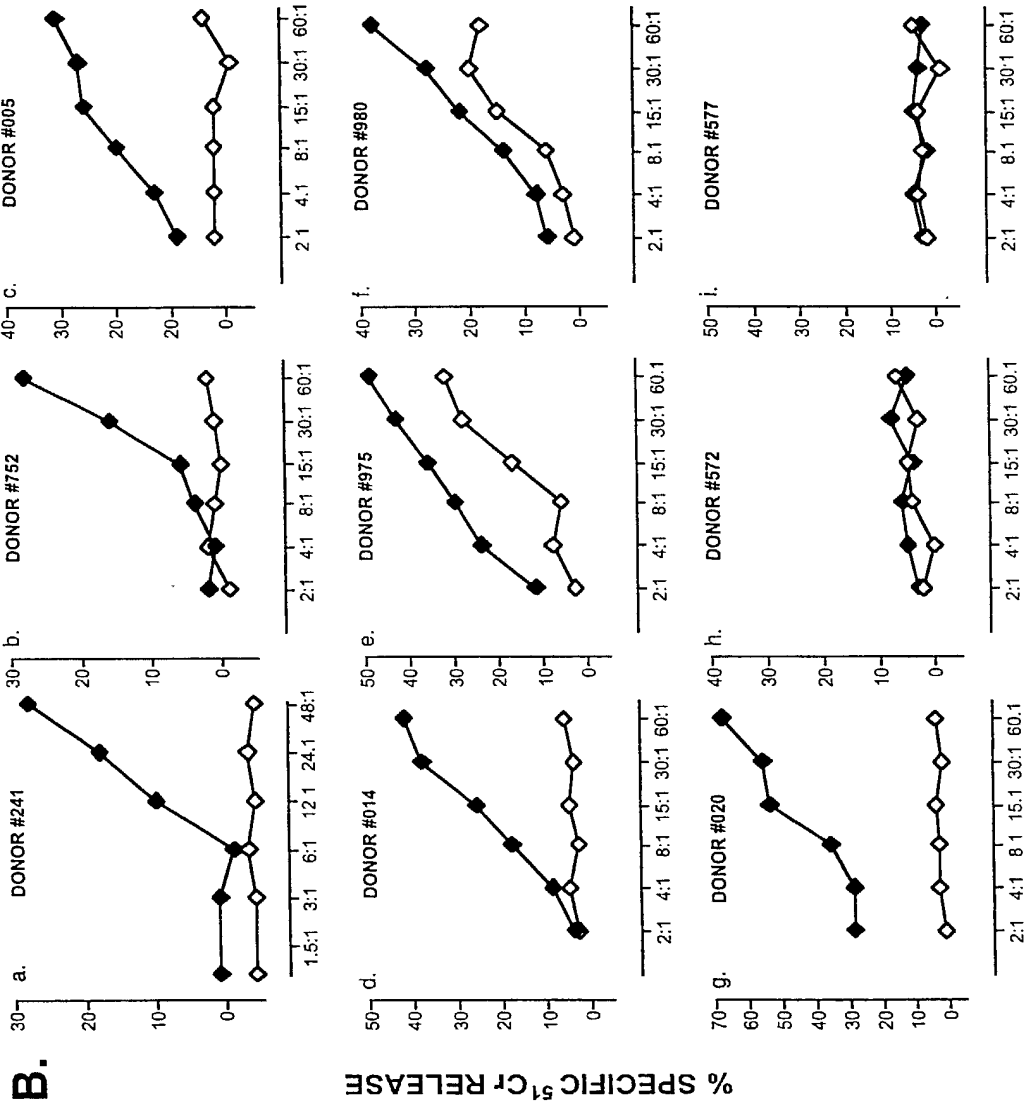 B.
% SPECIFIC ⁵¹Cr RELEASE
a.
DONOR #241
30
20
10
0
1.5:1 3:1 6:1 12:1 24.1 48:1
b.
DONOR #752
30
20
10
0
2:1 4:1 8:1 15:1 30:1 60:1
c.
DONOR #005
40
30
20
10
0
2 1 4.1 8:1 15:1 30:1 60:1
d.
DONOR #014
50
40
30
20
10
0
2:1 4:1 8:1 15:1 30:1 60:1
e.
DONOR #975
50
40
30
20
10
0
2:1 4:1 8:1 15:1 30:1 60.1
f.
DONOR #980
40
30
20
10
0
2.1 4:1 8:1 15:1 30:1 60:1
g.
DONOR #020
70
60
50
40
30
20
10
0
2:1 4:1 8 1 15:1 30:1 60:1
h.
DONOR #572
40
30
20
10
0
2:1 4:1 8:1 15:1 30:1 60:1
i.
DONOR #577
50
40
30
20
10
0
2:1 4:1 8:1 15:1 30:1 60:1